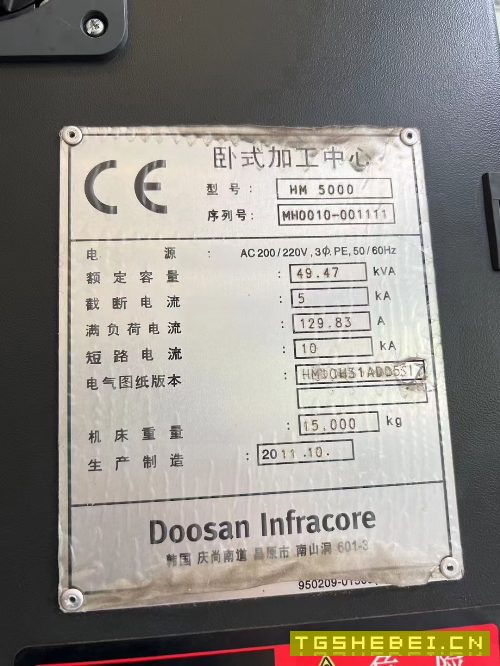 CE 卧式加工中心
型号: HM 5000
序列号: MH0010-001111
电源: AC 200/220V, 3Φ, PE, 50/60Hz
额定容量: 49.47 kVA
截断电流: 5 kA
满负荷电流: 129.83 A
短路电流: 10 kA
电气图纸版本:
机床重量: 15.000 kg
生产制造: 2011.10.
Doosan Infracore
韩国 庆尚南道 昌原市 南山洞 601-3
TGSHEBEI.CN